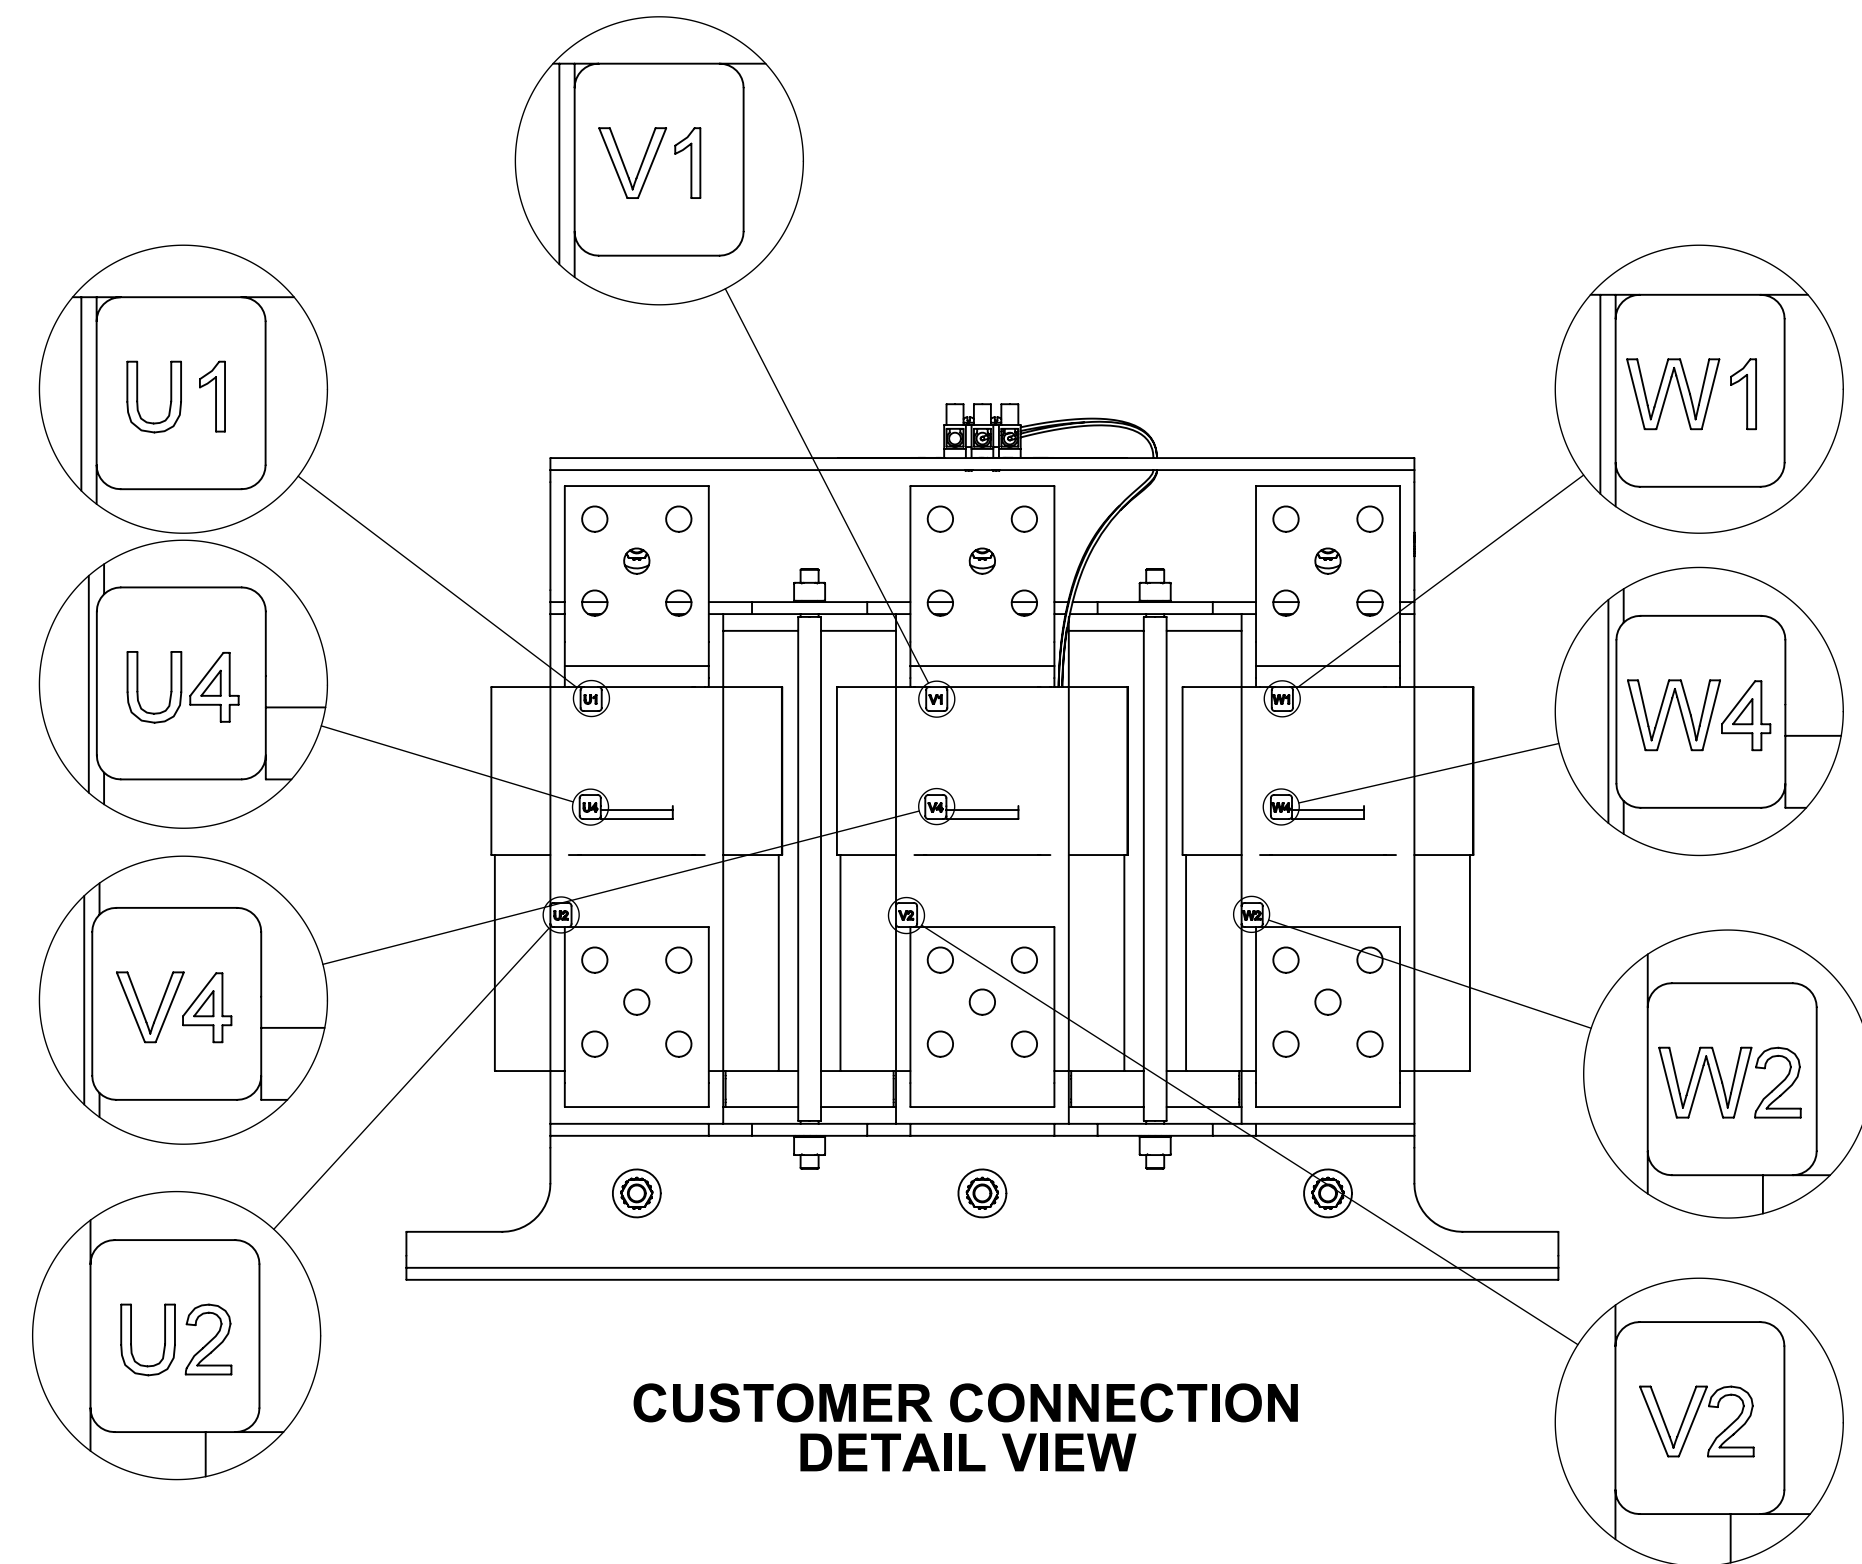 V1
U1
W1
U4
W4
U1
V1
W1
U4
V4
W4
V4
U2
V2
W2
W2
U2
V2
CUSTOMER CONNECTION
DETAIL VIEW